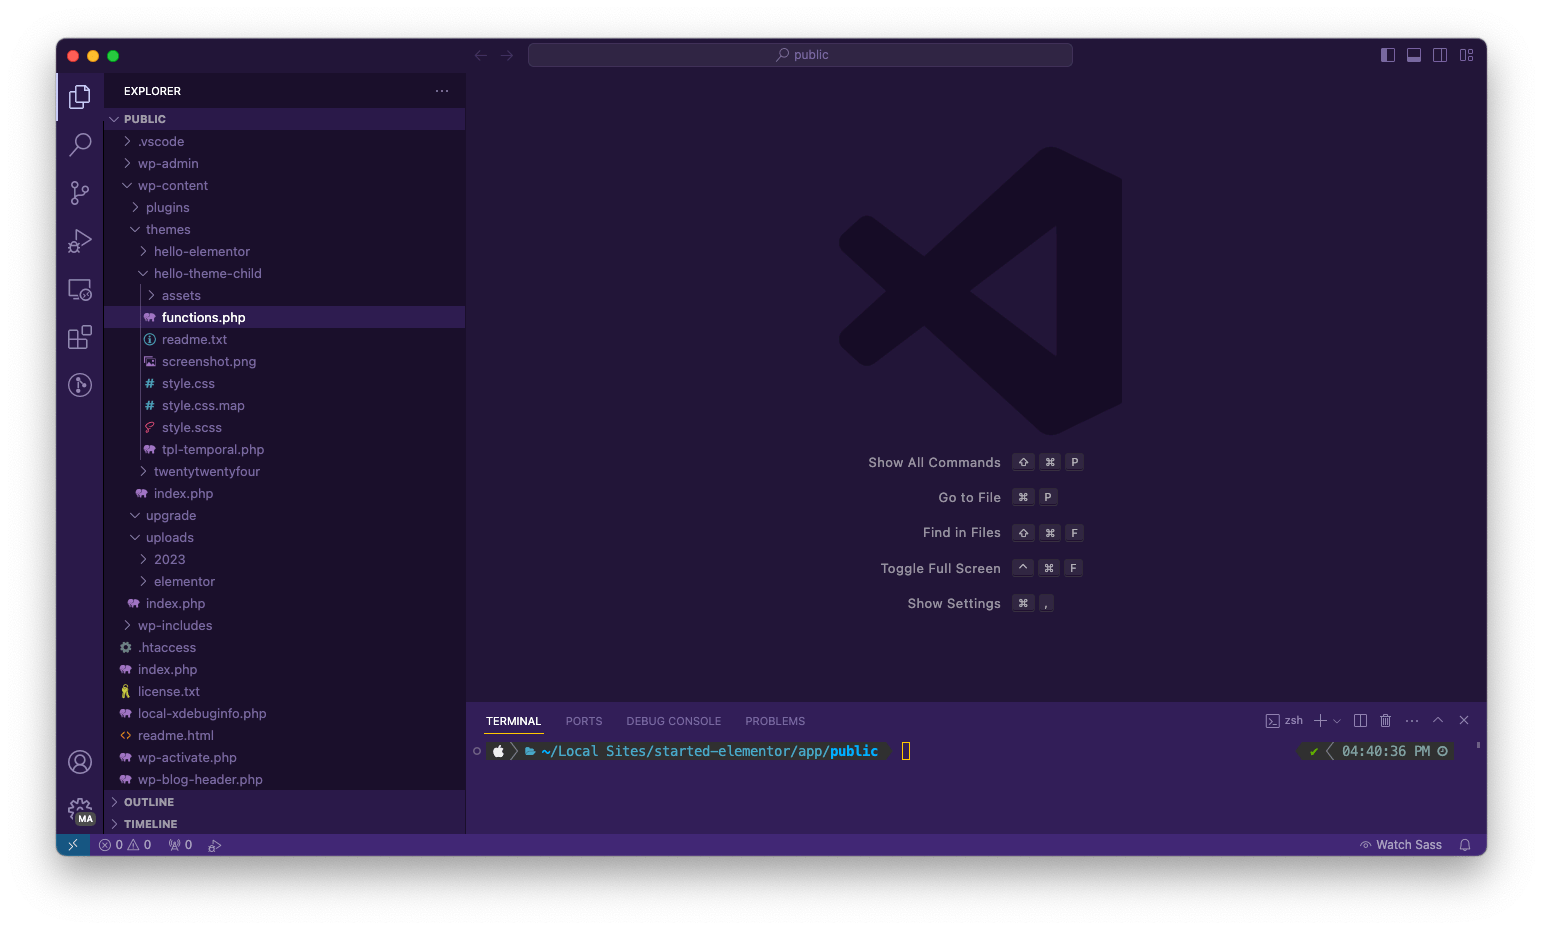 public
EXPLORER
PUBLIC
.vscode
wp-admin
wp-content
plugins
themes
hello-elementor
hello-theme-child
assets
functions.php
readme.txt
screenshot.png
style.css
style.css.map
style.scss
tpl-temporal.php
twentytwentyfour
index.php
upgrade
uploads
2023
elementor
index.php
wp-includes
.htaccess
index.php
license.txt
local-xdebuginfo.php
readme.html
wp-activate.php
wp-blog-header.php
OUTLINE
TIMELINE
MA
Show All Commands ⇧ ⌘ P
Go to File ⌘ P
Find in Files ⇧ ⌘ F
Toggle Full Screen ^ ⌘ F
Show Settings ⌘ ,
TERMINAL PORTS DEBUG CONSOLE PROBLEMS zsh
~/Local Sites/started-elementor/app/public 04:40:36 PM
0 0 0 Watch Sass